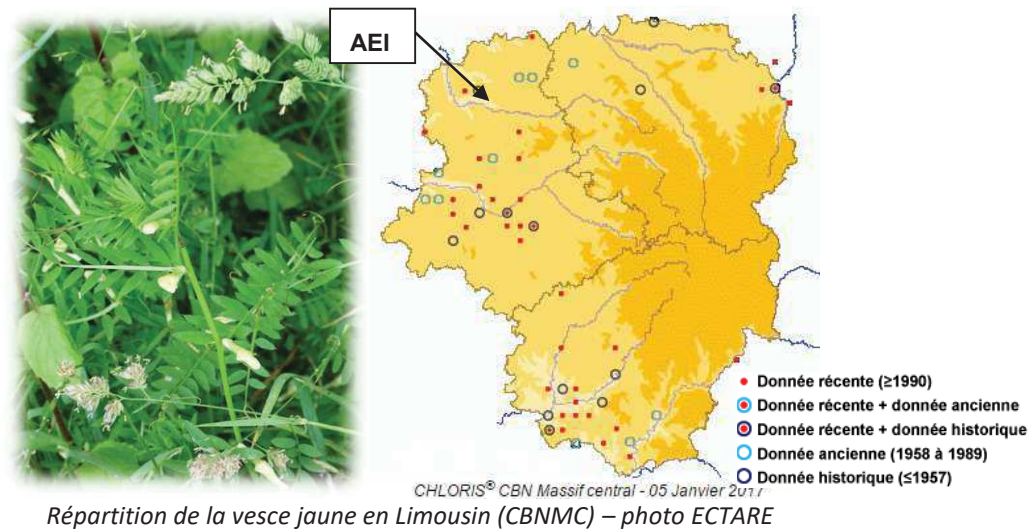 AEI
Donnée récente (≥1990)
Donnée récente + donnée ancienne
Donnée récente + donnée historique
Donnée ancienne (1958 à 1989)
Donnée historique (≤1957)
CHLORIS® CBN Massif central - 05 Janvier 2017
Répartition de la vesce jaune en Limousin (CBNMC) – photo ECTARE